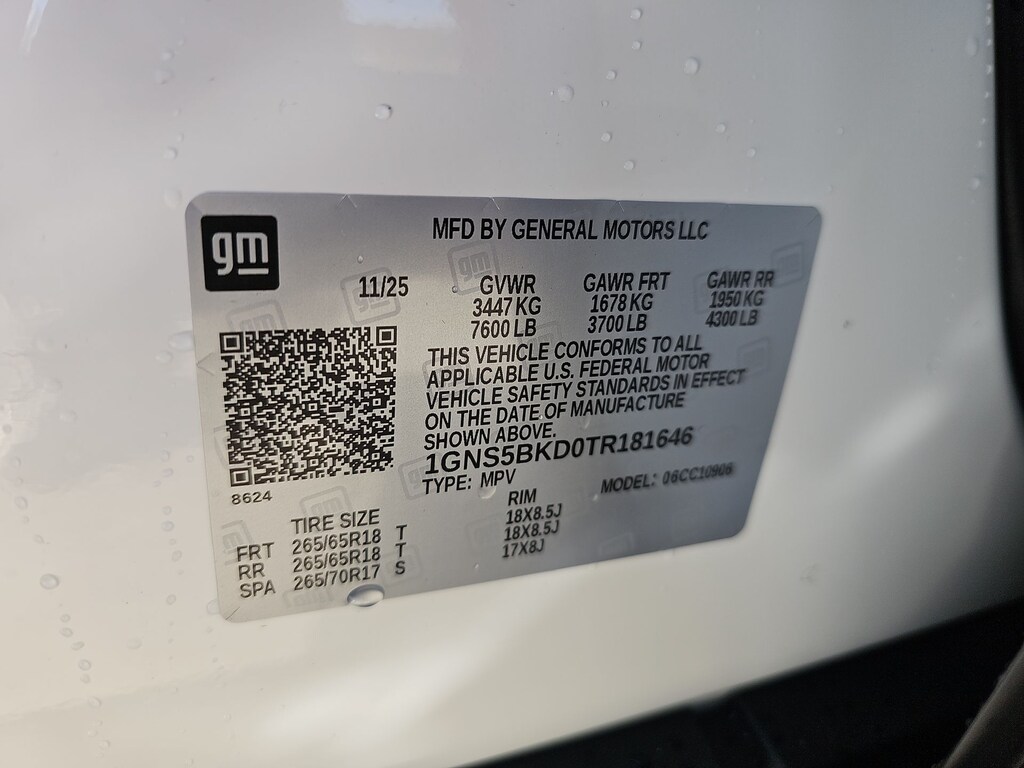 gm
MFD BY GENERAL MOTORS LLC
11/25 GVWR GAWR FRT GAWR RR
3447 KG 1678 KG 1950 KG
7600 LB 3700 LB 4300 LB
THIS VEHICLE CONFORMS TO ALL
APPLICABLE U.S. FEDERAL MOTOR
VEHICLE SAFETY STANDARDS IN EFFECT
ON THE DATE OF MANUFACTURE
SHOWN ABOVE.
1GNS5BKD0TR181646
TYPE: MPV MODEL: 06CC10906
8624
TIRE SIZE RIM
FRT 265/65R18 T 18X8.5J
RR 265/65R18 T 18X8.5J
SPA 265/70R17 S 17X8J